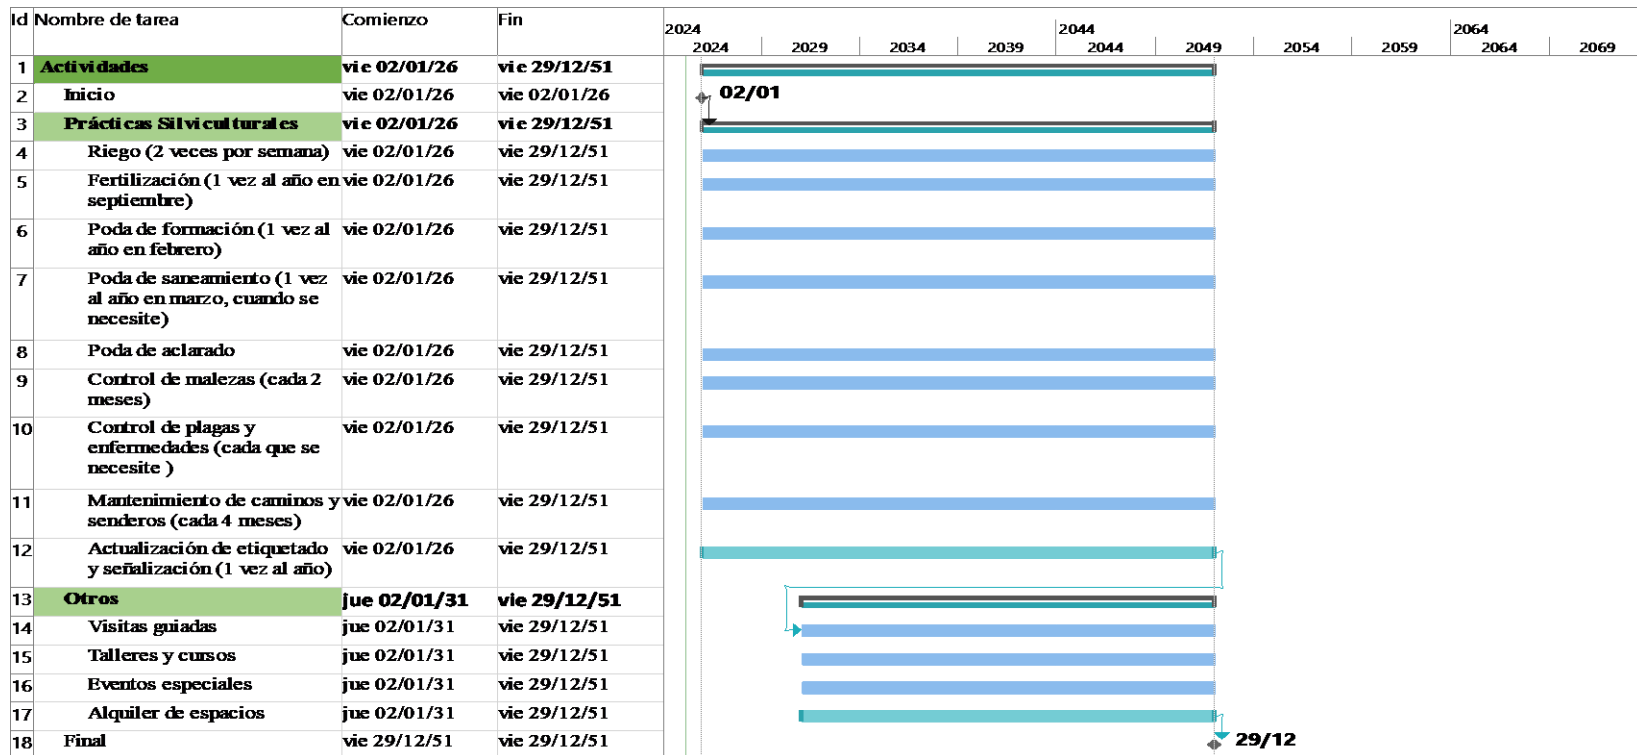 Id Nombre de tarea Comienzo Fin
2024 2044 2064
2024 2029 2034 2039 2044 2049 2054 2059 2064 2069
1 Actividades vie 02/01/26 vie 29/12/51
2 Inicio vie 02/01/26 vie 02/01/26 02/01
3 Prácticas Silviculturales vie 02/01/26 vie 29/12/51
4 Riego (2 veces por semana) vie 02/01/26 vie 29/12/51
5 Fertilización (1 vez al año en vie 02/01/26 vie 29/12/51
septiembre)
6 Poda de formación (1 vez al vie 02/01/26 vie 29/12/51
año en febrero)
7 Poda de saneamiento (1 vez vie 02/01/26 vie 29/12/51
al año en marzo, cuando se
necesite)
8 Poda de aclarado vie 02/01/26 vie 29/12/51
9 Control de malezas (cada 2 vie 02/01/26 vie 29/12/51
meses)
10 Control de plagas y vie 02/01/26 vie 29/12/51
enfermedades (cada que se
necesite )
11 Mantenimiento de caminos y vie 02/01/26 vie 29/12/51
senderos (cada 4 meses)
12 Actualización de etiquetado vie 02/01/26 vie 29/12/51
y señalización (1 vez al año)
13 Otros jue 02/01/31 vie 29/12/51
14 Visitas guiadas jue 02/01/31 vie 29/12/51
15 Talleres y cursos jue 02/01/31 vie 29/12/51
16 Eventos especiales jue 02/01/31 vie 29/12/51
17 Alquiler de espacios jue 02/01/31 vie 29/12/51
18 Final vie 29/12/51 vie 29/12/51 29/12